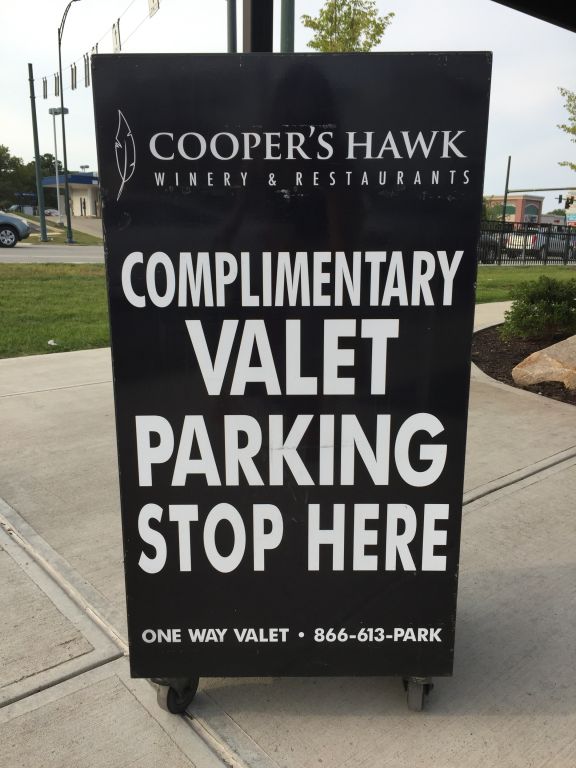 COOPER'S HAWK
WINERY & RESTAURANTS
COMPLIMENTARY
VALET
PARKING
STOP HERE
ONE WAY VALET • 866-613-PARK